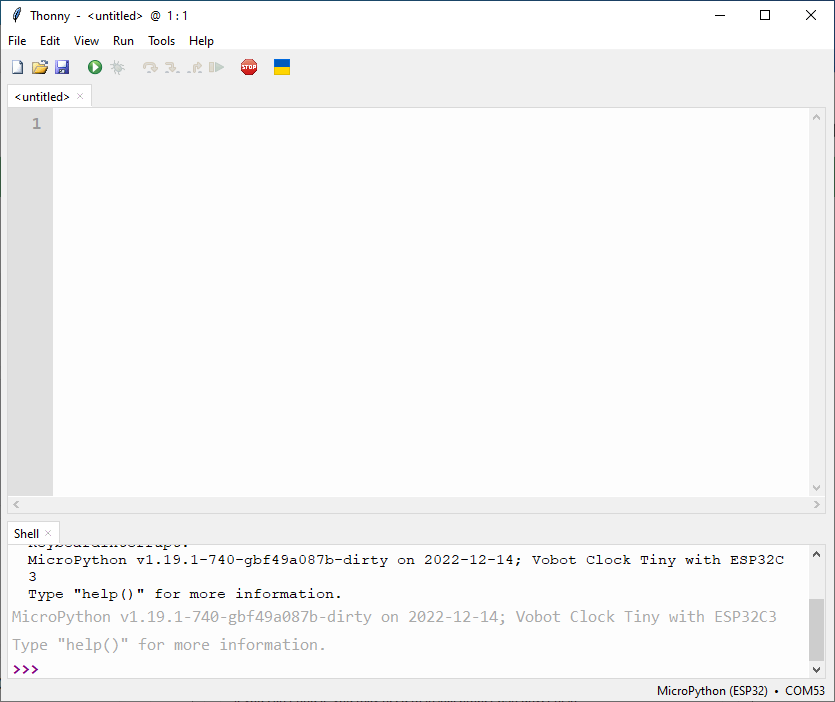 Thonny - <untitled> @ 1 : 1
File Edit View Run Tools Help
STOP
<untitled>
1
Shell
KeyboardInterrupt:
MicroPython v1.19.1-740-gbf49a087b-dirty on 2022-12-14; Vobot Clock Tiny with ESP32C
3
Type "help()" for more information.
MicroPython v1.19.1-740-gbf49a087b-dirty on 2022-12-14; Vobot Clock Tiny with ESP32C3
Type "help()" for more information.
>>>
MicroPython (ESP32) • COM53